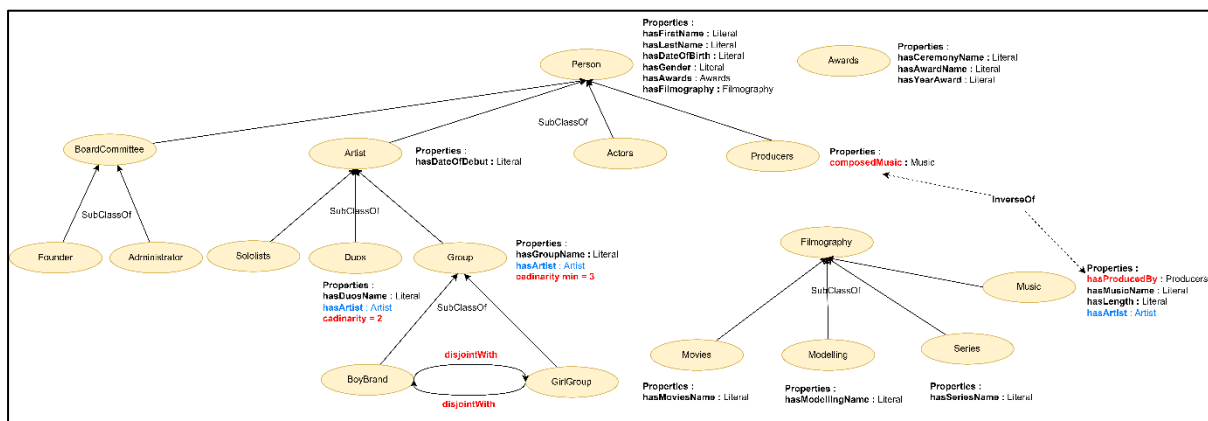 Properties :
hasFirstName : Literal
hasLastName : Literal
hasDateOfBirth : Literal
hasGender : Literal
hasAwards : Awards
hasFilmography : Filmography
Person
Awards
Properties :
hasCeremonyName : Literal
hasAwardName : Literal
hasYearAward : Literal
SubClassOf
BoardCommittee
Artist
Properties :
hasDateOfDebut : Literal
Actors
Producers
Properties :
composedMusic : Music
InverseOf
SubClassOf
SubClassOf
Founder
Administrator
Sololists
Duos
Group
Properties :
hasGroupName : Literal
hasArtist : Artist
cadinarity min = 3
Properties :
hasDuosName : Literal
hasArtist : Artist
cadinarity = 2
SubClassOf
BoyBrand
disjointWith
disjointWith
GirlGroup
Filmography
SubClassOf
Music
Properties :
hasProducedBy : Producers
hasMusicName : Literal
hasLength : Literal
hasArtist : Artist
Movies
Modelling
Series
Properties :
hasMoviesName : Literal
Properties :
hasModellingName : Literal
Properties :
hasSeriesName : Literal